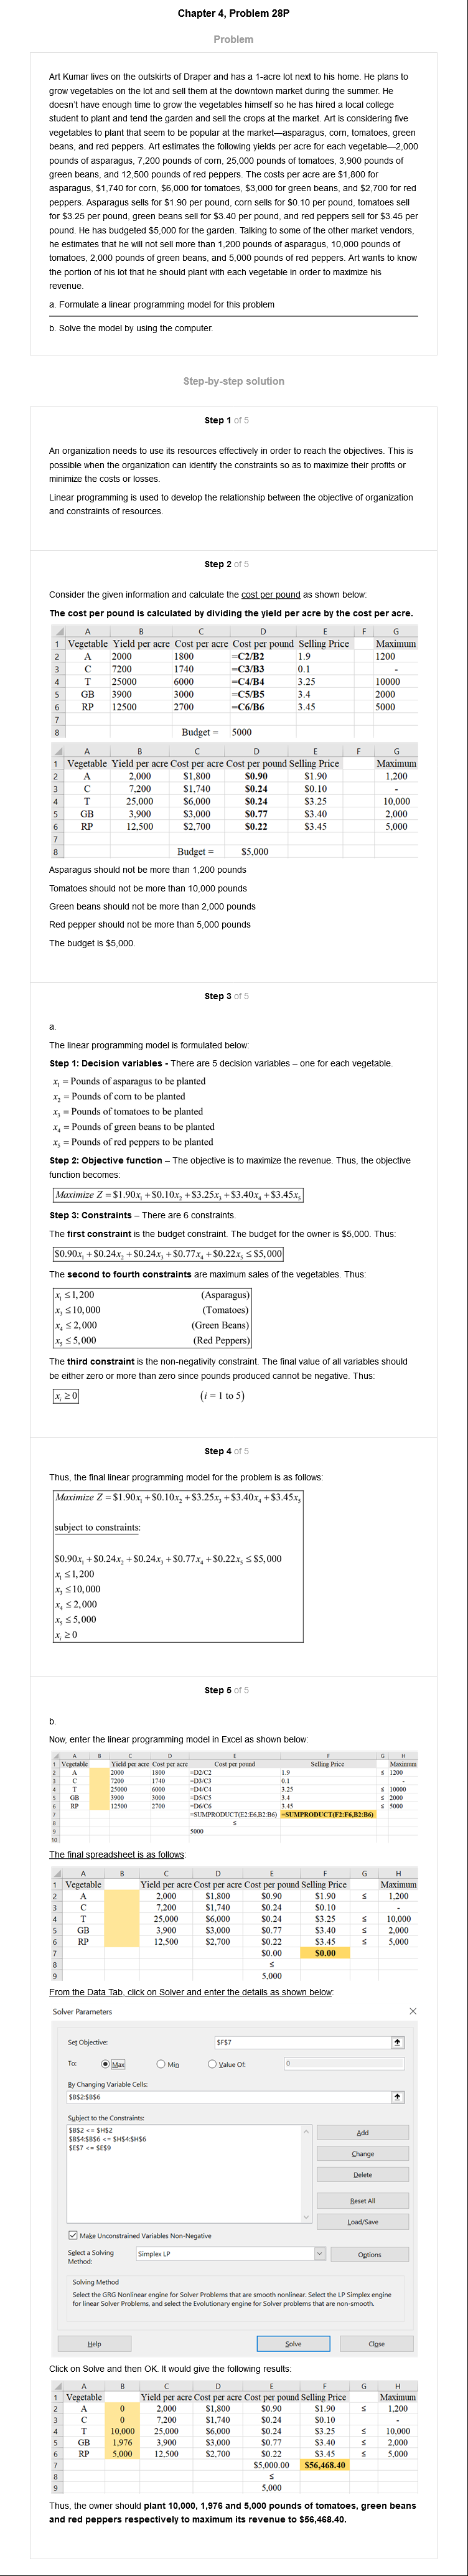 Chapter 4, Problem 28P
Problem
Art Kumar lives on the outskirts of Draper and has a 1-acre lot next to his home. He plans to
grow vegetables on the lot and sell them at the downtown market during the summer. He
doesn't have enough time to grow the vegetables himself so he has hired a local college
student to plant and tend the garden and sell the crops at the market. Art is considering five
vegetables to plant that seem to be popular at the market—asparagus, corn, tomatoes, green
beans, and red peppers. Art estimates the following yields per acre for each vegetable—2,000
pounds of asparagus, 7,200 pounds of corn, 25,000 pounds of tomatoes, 3,900 pounds of
green beans, and 12,500 pounds of red peppers. The costs per acre are $1,800 for
asparagus, $1,740 for corn, $6,000 for tomatoes, $3,000 for green beans, and $2,700 for red
peppers. Asparagus sells for $1.90 per pound, corn sells for $0.10 per pound, tomatoes sell
for $3.25 per pound, green beans sell for $3.40 per pound, and red peppers sell for $3.45 per
pound. He has budgeted $5,000 for the garden. Talking to some of the other market vendors,
he estimates that he will not sell more than 1,200 pounds of asparagus, 10,000 pounds of
tomatoes, 2,000 pounds of green beans, and 5,000 pounds of red peppers. Art wants to know
the portion of his lot that he should plant with each vegetable in order to maximize his
revenue.
a. Formulate a linear programming model for this problem
b. Solve the model by using the computer.
Step-by-step solution
Step 1 of 5
An organization needs to use its resources effectively in order to reach the objectives. This is
possible when the organization can identify the constraints so as to maximize their profits or
minimize the costs or losses.
Linear programming is used to develop the relationship between the objective of organization
and constraints of resources.
Step 2 of 5
Consider the given information and calculate the cost per pound as shown below:
The cost per pound is calculated by dividing the yield per acre by the cost per acre.
A B C D E F G
1 Vegetable Yield per acre Cost per acre Cost per pound Selling Price Maximum
2 A 2000 1800 =C2/B2 1.9 1200
3 C 7200 1740 =C3/B3 0.1 -
4 T 25000 6000 =C4/B4 3.25 10000
5 GB 3900 3000 =C5/B5 3.4 2000
6 RP 12500 2700 =C6/B6 3.45 5000
7
8 Budget = 5000
A B C D E F G
1 Vegetable Yield per acre Cost per acre Cost per pound Selling Price Maximum
2 A 2,000 $1,800 $0.90 $1.90 1,200
3 C 7,200 $1,740 $0.24 $0.10 -
4 T 25,000 $6,000 $0.24 $3.25 10,000
5 GB 3,900 $3,000 $0.77 $3.40 2,000
6 RP 12,500 $2,700 $0.22 $3.45 5,000
7
8 Budget = $5,000
Asparagus should not be more than 1,200 pounds
Tomatoes should not be more than 10,000 pounds
Green beans should not be more than 2,000 pounds
Red pepper should not be more than 5,000 pounds
The budget is $5,000.
Step 3 of 5
a.
The linear programming model is formulated below:
Step 1: Decision variables - There are 5 decision variables – one for each vegetable.
x₁ = Pounds of asparagus to be planted
x₂ = Pounds of corn to be planted
x₃ = Pounds of tomatoes to be planted
x₄ = Pounds of green beans to be planted
x₅ = Pounds of red peppers to be planted
Step 2: Objective function – The objective is to maximize the revenue. Thus, the objective
function becomes:
Maximize Z = $1.90x₁ + $0.10x₂ + $3.25x₃ + $3.40x₄ + $3.45x₅
Step 3: Constraints – There are 6 constraints.
The first constraint is the budget constraint. The budget for the owner is $5,000. Thus:
$0.90x₁ + $0.24x₂ + $0.24x₃ + $0.77x₄ + $0.22x₅ ≤ $5,000
The second to fourth constraints are maximum sales of the vegetables. Thus:
x₁ ≤ 1,200 (Asparagus)
x₃ ≤ 10,000 (Tomatoes)
x₄ ≤ 2,000 (Green Beans)
x₅ ≤ 5,000 (Red Peppers)
The third constraint is the non-negativity constraint. The final value of all variables should
be either zero or more than zero since pounds produced cannot be negative. Thus:
xᵢ ≥ 0 (i = 1 to 5)
Step 4 of 5
Thus, the final linear programming model for the problem is as follows:
Maximize Z = $1.90x₁ + $0.10x₂ + $3.25x₃ + $3.40x₄ + $3.45x₅
subject to constraints:
$0.90x₁ + $0.24x₂ + $0.24x₃ + $0.77x₄ + $0.22x₅ ≤ $5,000
x₁ ≤ 1,200
x₃ ≤ 10,000
x₄ ≤ 2,000
x₅ ≤ 5,000
xᵢ ≥ 0
Step 5 of 5
b.
Now, enter the linear programming model in Excel as shown below:
A B C D E F G H
1 Vegetable Yield per acre Cost per acre Cost per pound Selling Price Maximum
2 A 2000 1800 =D2/C2 1.9 ≤ 1200
3 C 7200 1740 =D3/C3 0.1 -
4 T 25000 6000 =D4/C4 3.25 ≤ 10000
5 GB 3900 3000 =D5/C5 3.4 ≤ 2000
6 RP 12500 2700 =D6/C6 3.45 ≤ 5000
7 =SUMPRODUCT(E2:E6,B2:B6) =SUMPRODUCT(F2:F6,B2:B6)
8 ≤
9 5000
10
The final spreadsheet is as follows:
A B C D E F G H
1 Vegetable Yield per acre Cost per acre Cost per pound Selling Price Maximum
2 A 2,000 $1,800 $0.90 $1.90 ≤ 1,200
3 C 7,200 $1,740 $0.24 $0.10 -
4 T 25,000 $6,000 $0.24 $3.25 ≤ 10,000
5 GB 3,900 $3,000 $0.77 $3.40 ≤ 2,000
6 RP 12,500 $2,700 $0.22 $3.45 ≤ 5,000
7 $0.00 $0.00
8 ≤
9 5,000
From the Data Tab, click on Solver and enter the details as shown below:
Solver Parameters
Set Objective: $F$7
To: Max Min Value Of: 0
By Changing Variable Cells:
$B$2:$B$6
Subject to the Constraints:
$B$2 <= $H$2
$B$4:$B$6 <= $H$4:$H$6
$E$7 <= $E$9
Add
Change
Delete
Reset All
Load/Save
Make Unconstrained Variables Non-Negative
Select a Solving Method: Simplex LP Options
Solving Method
Select the GRG Nonlinear engine for Solver Problems that are smooth nonlinear. Select the LP Simplex engine
for linear Solver Problems, and select the Evolutionary engine for Solver problems that are non-smooth.
Help Solve Close
Click on Solve and then OK. It would give the following results:
A B C D E F G H
1 Vegetable Yield per acre Cost per acre Cost per pound Selling Price Maximum
2 A 0 2,000 $1,800 $0.90 $1.90 ≤ 1,200
3 C 0 7,200 $1,740 $0.24 $0.10 -
4 T 10,000 25,000 $6,000 $0.24 $3.25 ≤ 10,000
5 GB 1,976 3,900 $3,000 $0.77 $3.40 ≤ 2,000
6 RP 5,000 12,500 $2,700 $0.22 $3.45 ≤ 5,000
7 $5,000.00 $56,468.40
8 ≤
9 5,000
Thus, the owner should plant 10,000, 1,976 and 5,000 pounds of tomatoes, green beans
and red peppers respectively to maximum its revenue to $56,468.40.